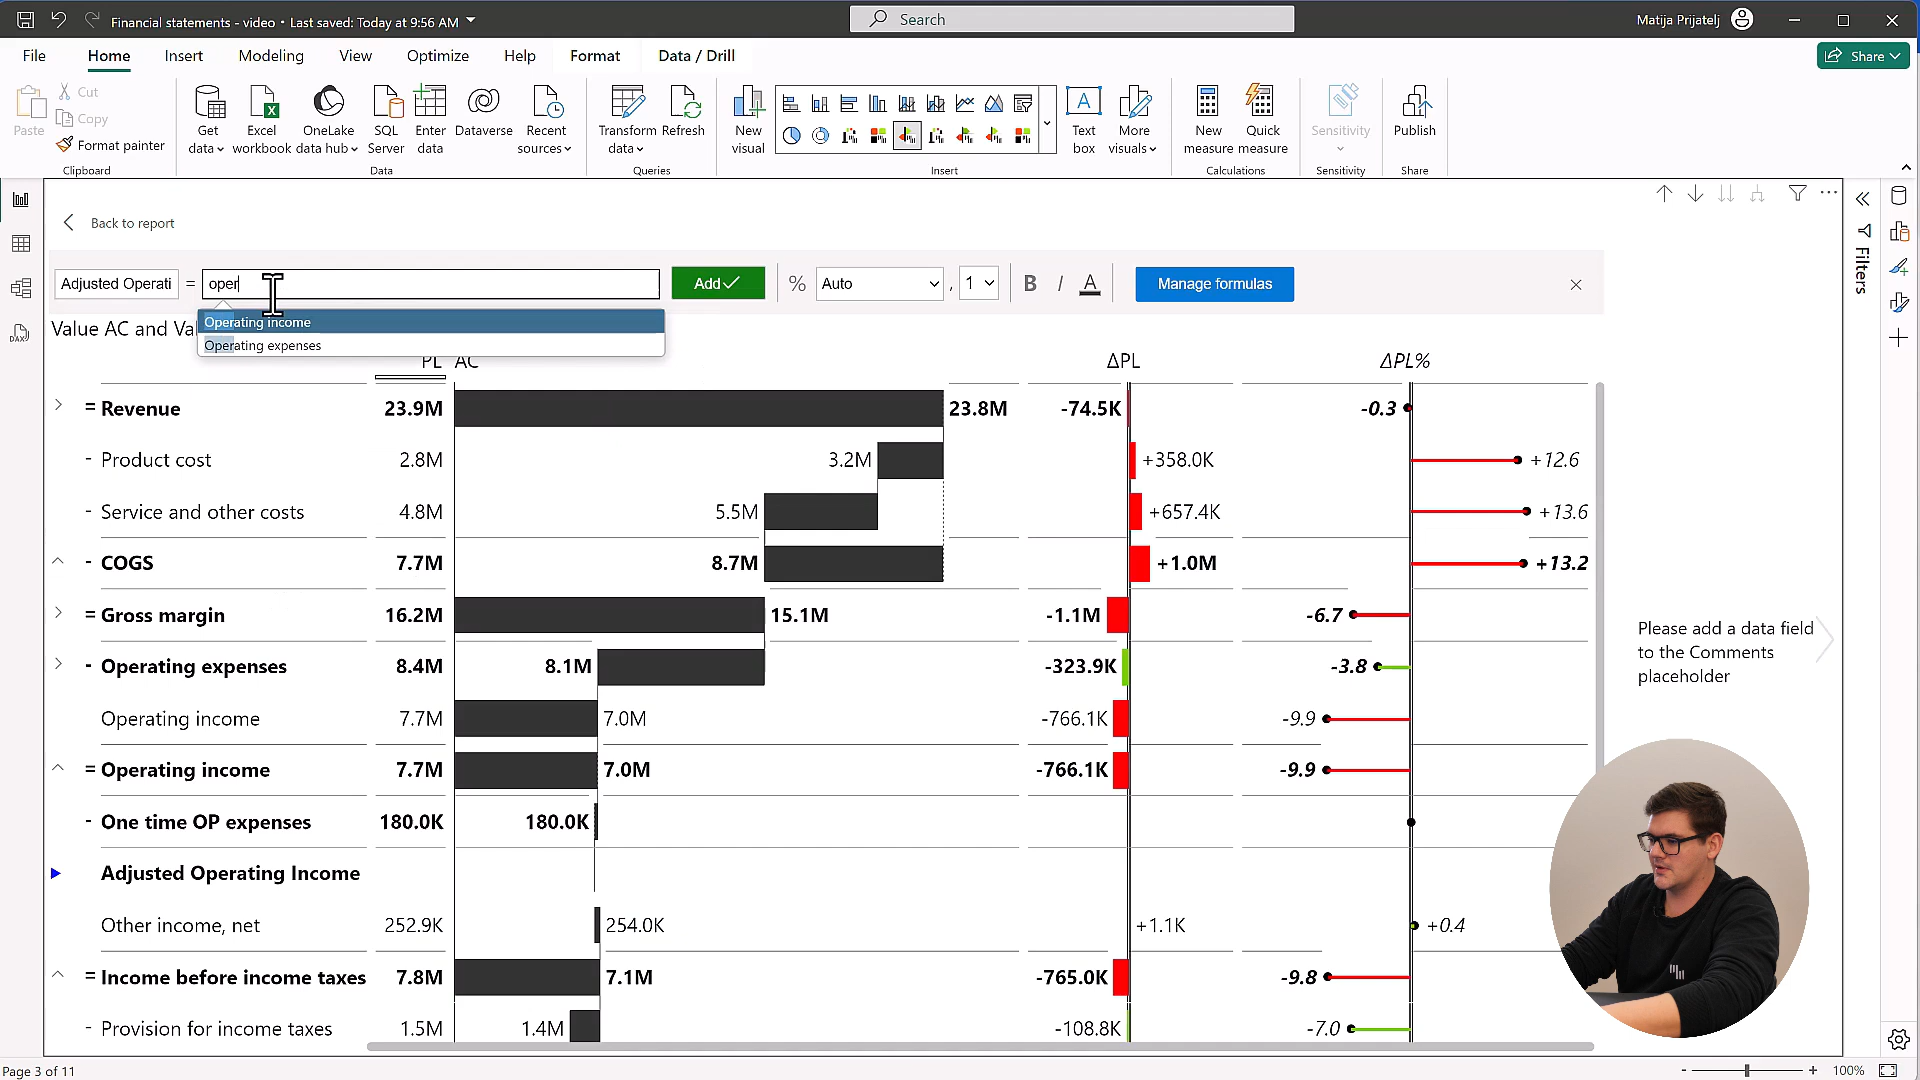 Financial statements - video • Last saved: Today at 9:56 AM
Search
Matija Prijatelj
File Home Insert Modeling View Optimize Help Format Data / Drill
Share
Paste
Cut
Copy
Format painter
Get data
Excel workbook
OneLake data hub
SQL Server
Enter data
Dataverse
Recent sources
Transform data
Refresh
New visual
Text box
More visuals
New measure
Quick measure
Sensitivity
Publish
Clipboard Data Queries Insert Calculations Sensitivity Share
Back to report
Adjusted Operati = oper Add % Auto , 1 B I A Manage formulas
Operating income
Operating expenses
Value AC and Va
PL AC ΔPL ΔPL%
= Revenue 23.9M 23.8M -74.5K -0.3
- Product cost 2.8M 3.2M +358.0K +12.6
- Service and other costs 4.8M 5.5M +657.4K +13.6
- COGS 7.7M 8.7M +1.0M +13.2
= Gross margin 16.2M 15.1M -1.1M -6.7
- Operating expenses 8.4M 8.1M -323.9K -3.8
Operating income 7.7M 7.0M -766.1K -9.9
= Operating income 7.7M 7.0M -766.1K -9.9
- One time OP expenses 180.0K 180.0K
Adjusted Operating Income
Other income, net 252.9K 254.0K +1.1K +0.4
= Income before income taxes 7.8M 7.1M -765.0K -9.8
- Provision for income taxes 1.5M 1.4M -108.8K -7.0
Please add a data field
to the Comments
placeholder
Filters
DAX
Page 3 of 11
- + 100%